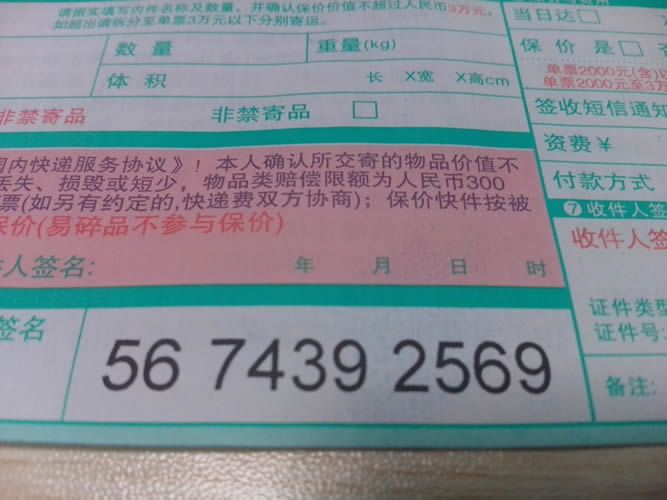 请据实填写内件名称及数量，并确认保价价值不超过人民币3万元，
如超出请拆分至单票3万元以下分别寄运。
数量 重量(kg)
体积 长 X宽 X高cm
非禁寄品 非禁寄品 □
国内快递服务协议》！本人确认所交寄的物品价值不
丢失、损毁或短少，物品类赔偿限额为人民币300
票(如另有约定的,快递费双方协商)；保价快件按被
保价(易碎品不参与保价)
件人签名: 年 月 日 时
签名
56 7439 2569
当日达□
保价 是□
单票2000元(含)以
单票2000元至3万
签收短信通知
资费￥
付款方式
❼收件人签
收件人签
证件类型
证件号:
备注: